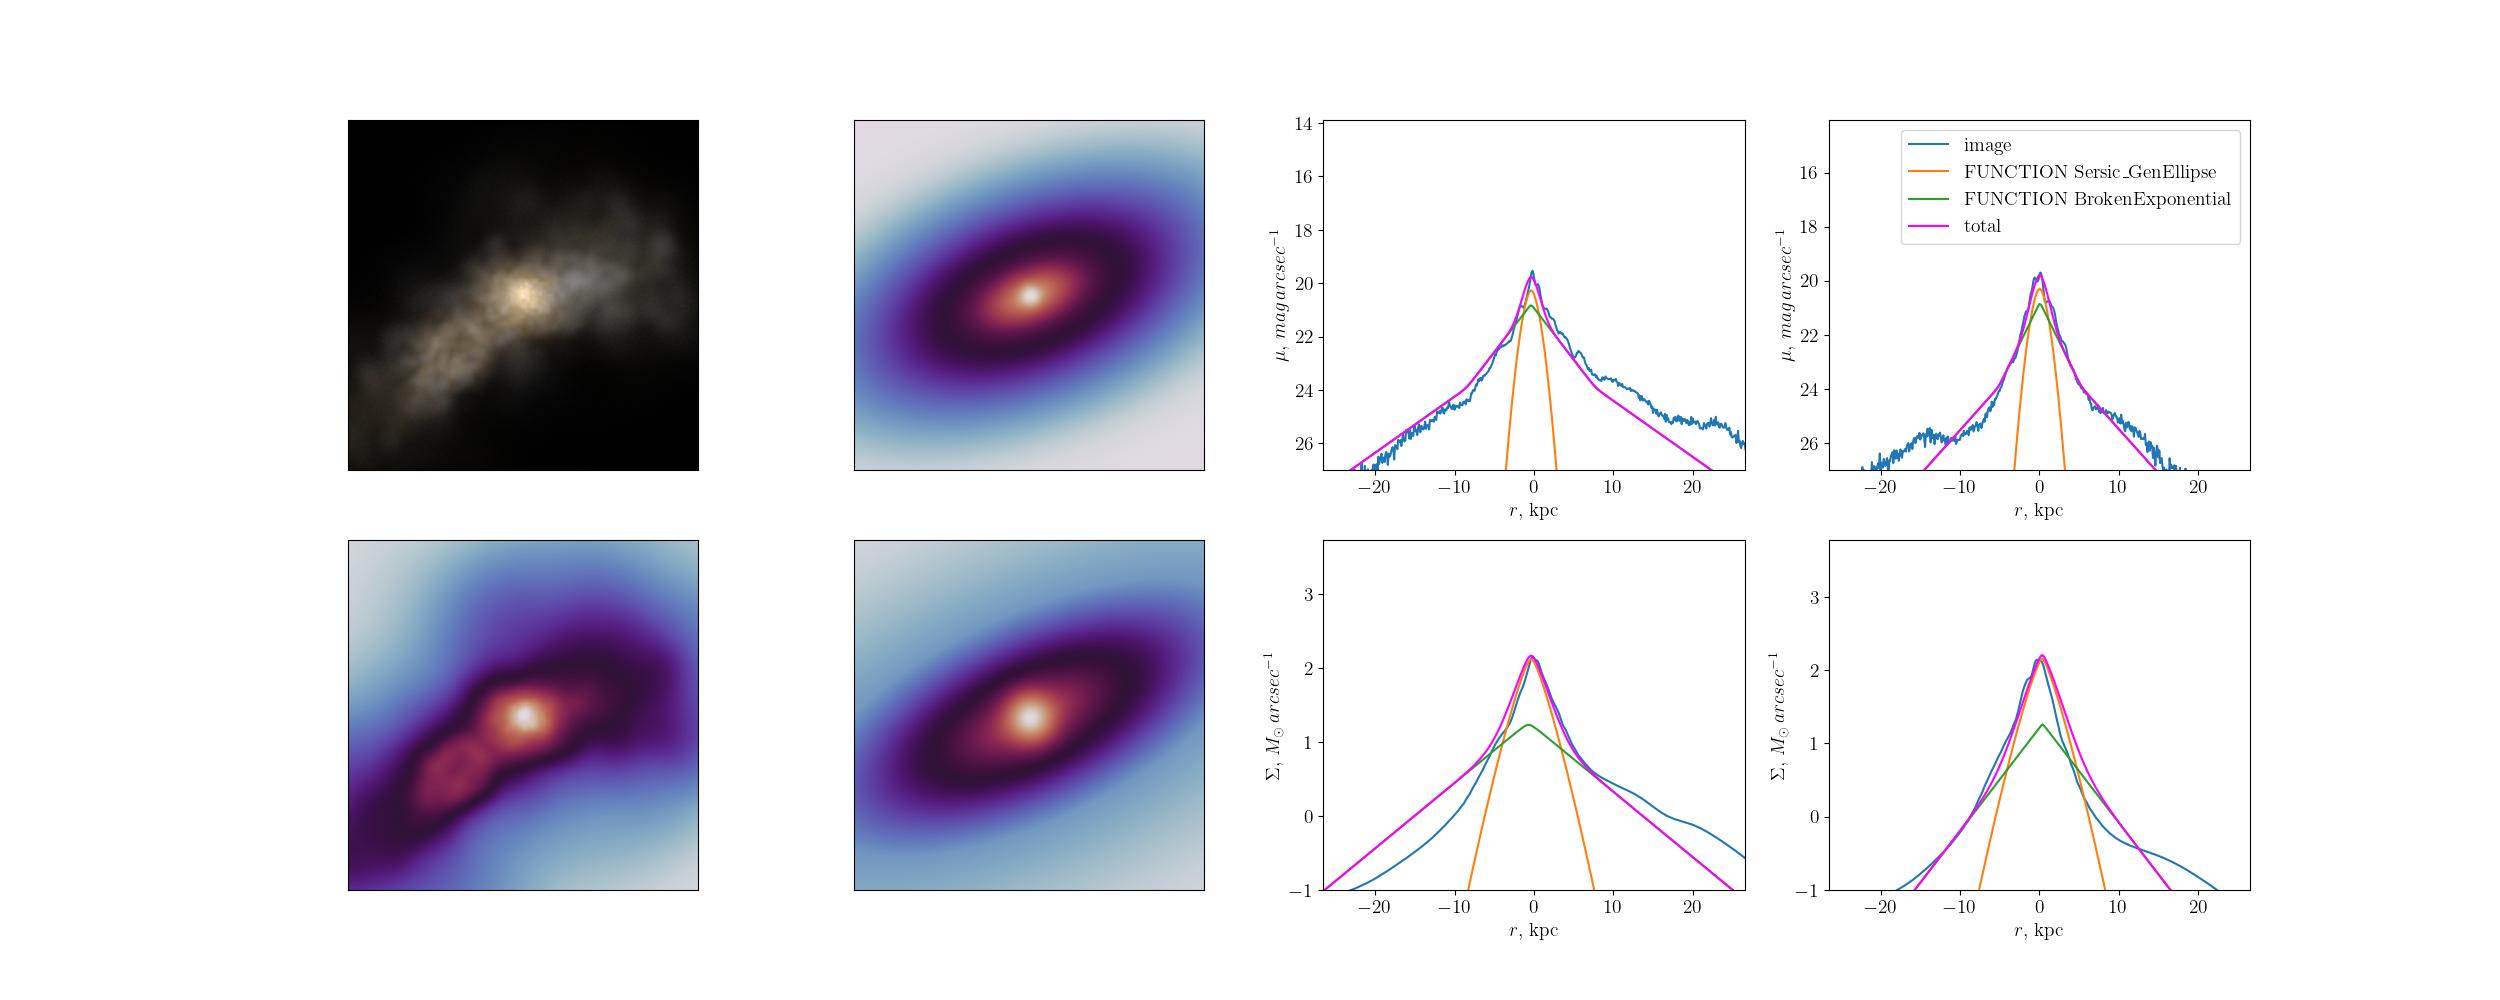 14
16
18
20
22
24
26
μ, mag arcsec⁻¹
−20 −10 0 10 20
r, kpc
16
18
20
22
24
26
μ, mag arcsec⁻¹
image
FUNCTION Sersic_GenEllipse
FUNCTION BrokenExponential
total
−20 −10 0 10 20
r, kpc
3
2
1
0
−1
Σ, M⊙ arcsec⁻¹
−20 −10 0 10 20
r, kpc
3
2
1
0
−1
Σ, M⊙ arcsec⁻¹
−20 −10 0 10 20
r, kpc